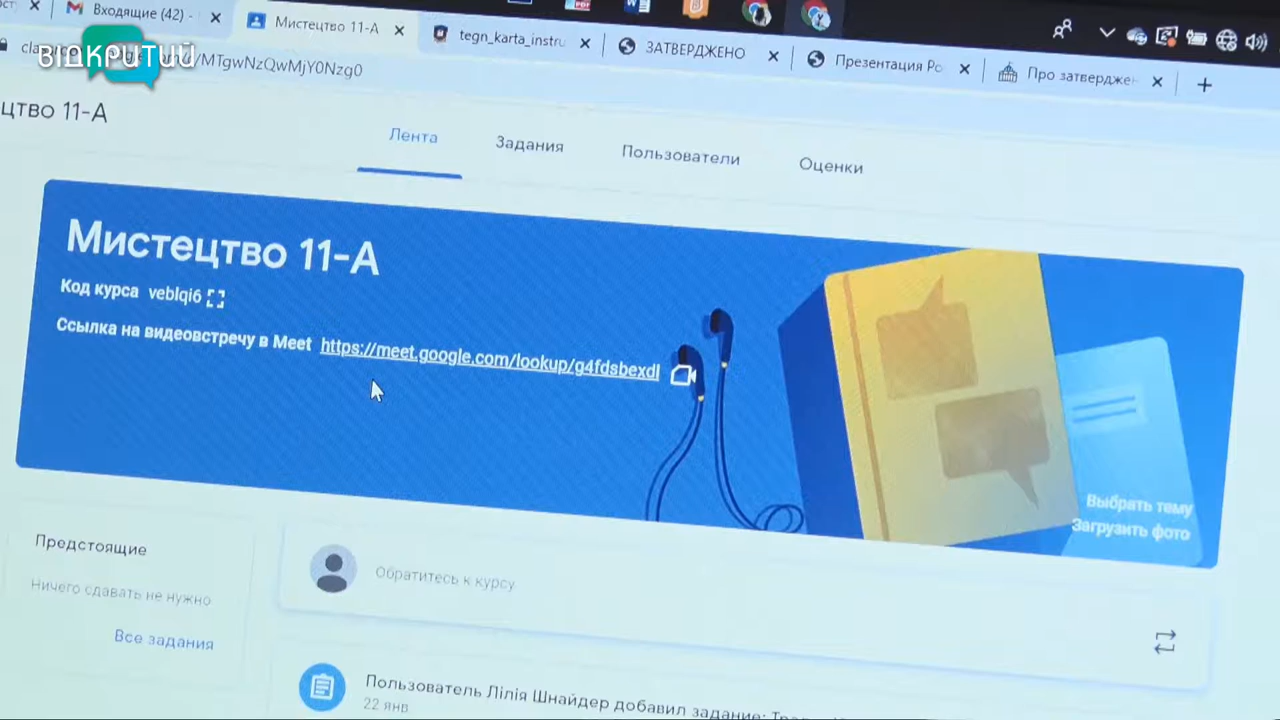 Входящие (42) -
Мистецтво 11-А
tegn_karta_instru
ЗАТВЕРДЖЕНО
Презентация Po
Про затверджен
ВІДКРИТИЙ
/MTgwNzQwMjY0Nzg0
цтво 11-А
Лента
Задания
Пользователи
Оценки
Мистецтво 11-А
Код курса veblqi6
Ссылка на видеовстречу в Meet https://meet.google.com/lookup/g4fdsbexdl
Выбрать тему
Загрузить фото
Предстоящие
Ничего сдавать не нужно
Все задания
Обратитесь к курсу
Пользователь Лілія Шнайдер добавил задание:
22 янв